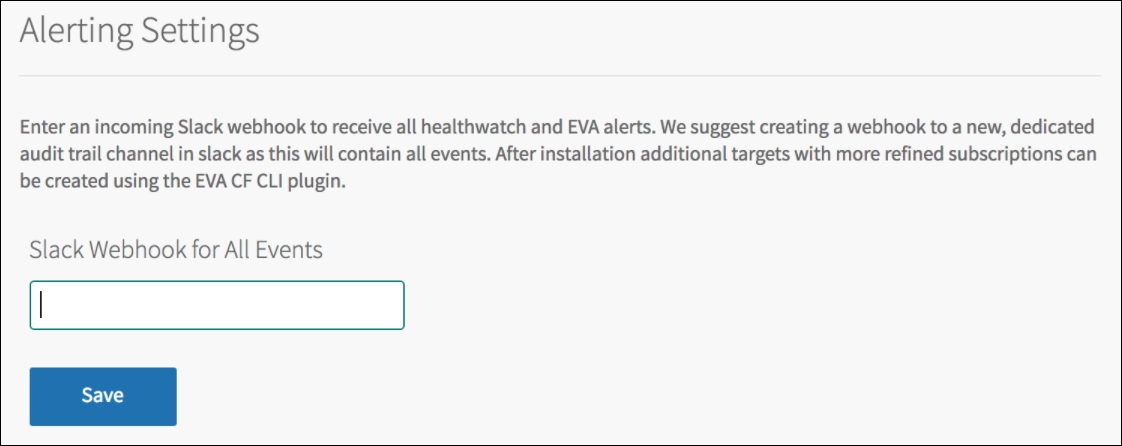 Alerting Settings
Enter an incoming Slack webhook to receive all healthwatch and EVA alerts. We suggest creating a webhook to a new, dedicated
audit trail channel in slack as this will contain all events. After installation additional targets with more refined subscriptions can
be created using the EVA CF CLI plugin.
Slack Webhook for All Events
Save